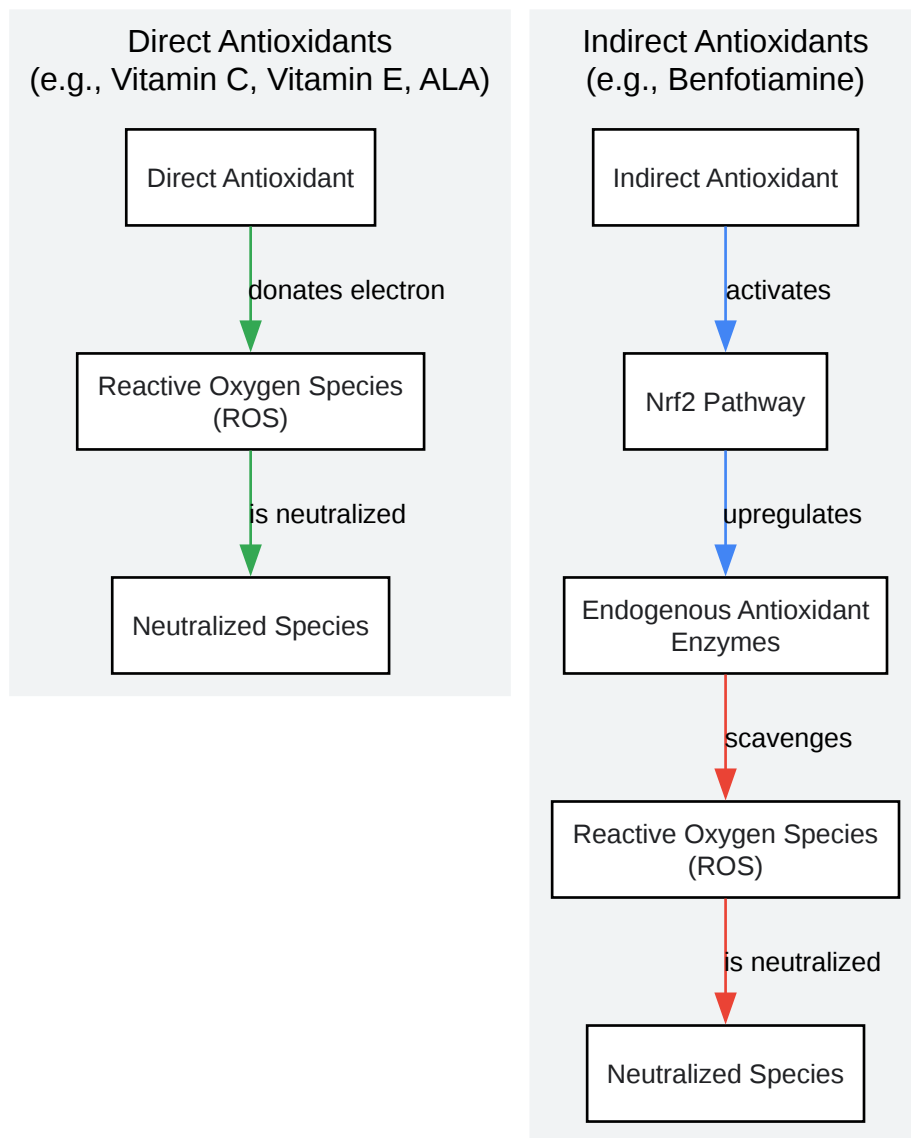 Direct Antioxidants
(e.g., Vitamin C, Vitamin E, ALA)
Direct Antioxidant
donates electron
Reactive Oxygen Species
(ROS)
is neutralized
Neutralized Species
Indirect Antioxidants
(e.g., Benfotiamine)
Indirect Antioxidant
activates
Nrf2 Pathway
upregulates
Endogenous Antioxidant
Enzymes
scavenges
Reactive Oxygen Species
(ROS)
is neutralized
Neutralized Species